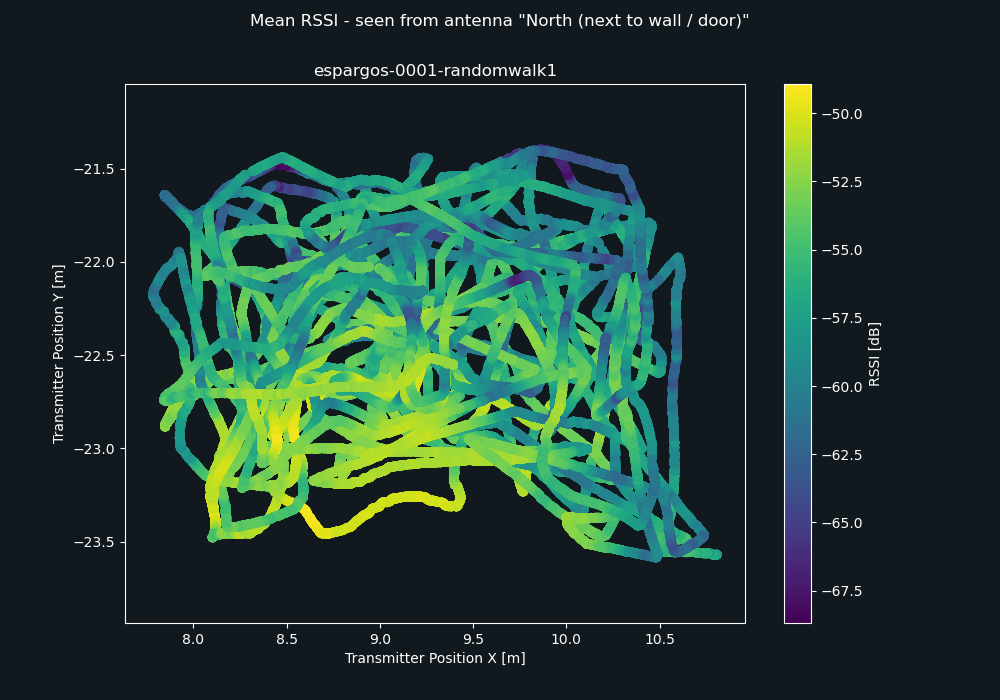 Mean RSSI - seen from antenna "North (next to wall / door)"
espargos-0001-randomwalk1
−21.5
−22.0
−22.5
−23.0
−23.5
Transmitter Position Y [m]
8.0 8.5 9.0 9.5 10.0 10.5
Transmitter Position X [m]
−50.0
−52.5
−55.0
−57.5
−60.0
−62.5
−65.0
−67.5
RSSI [dB]